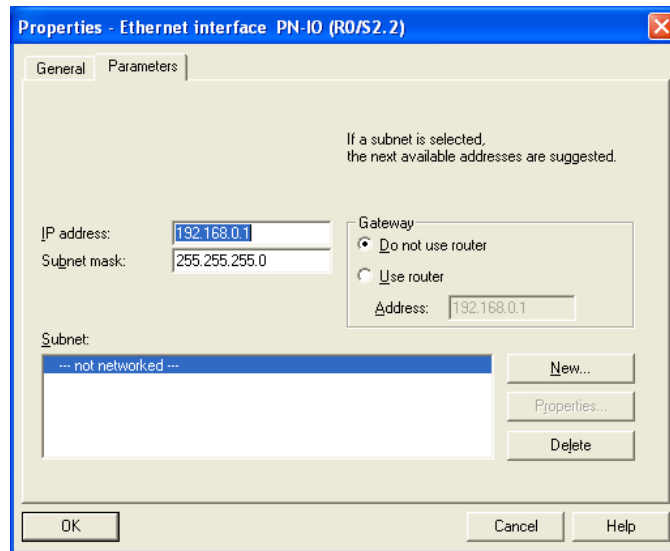 Properties - Ethernet interface PN-IO (R0/S2.2)
General
Parameters
If a subnet is selected,
the next available addresses are suggested.
IP address:
192.168.0.1
Subnet mask:
255.255.255.0
Gateway
Do not use router
Use router
Address:
192.168.0.1
Subnet:
--- not networked ---
New...
Properties...
Delete
OK
Cancel
Help